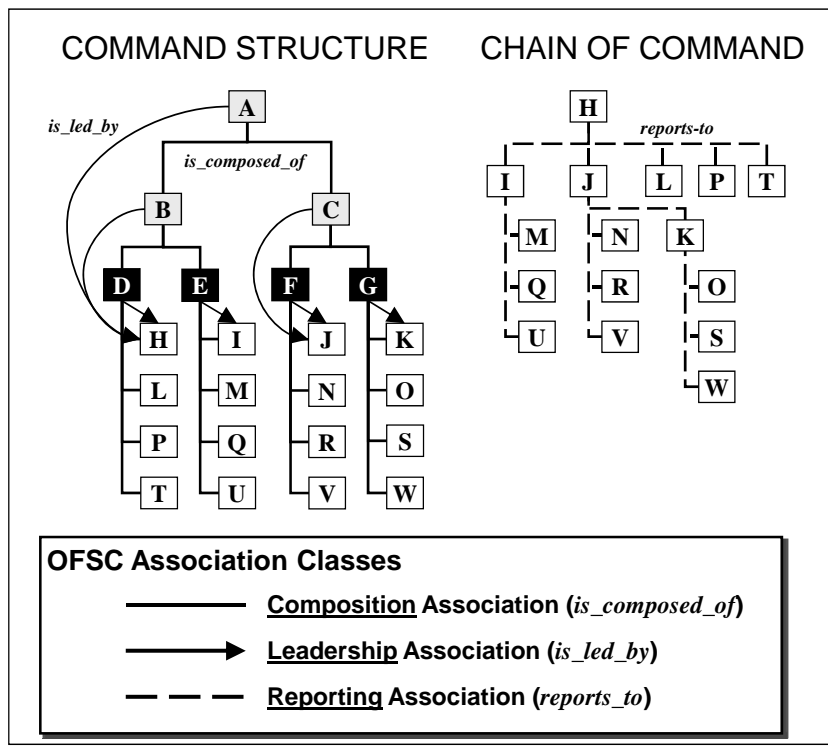 COMMAND STRUCTURE
CHAIN OF COMMAND
A
is_led_by
is_composed_of
B C
D E F G
H I J K
L M N O
P Q R S
T U V W
H
reports-to
I J L P T
M N K
Q R O
U V S
W
OFSC Association Classes
Composition Association (is_composed_of)
Leadership Association (is_led_by)
Reporting Association (reports_to)